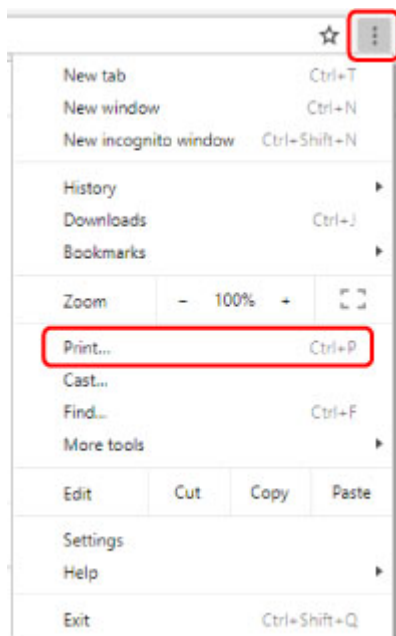 New tab Ctrl+T
New window Ctrl+N
New incognito window Ctrl+Shift+N
History
Downloads Ctrl+J
Bookmarks
Zoom - 100% +
Print... Ctrl+P
Cast...
Find... Ctrl+F
More tools
Edit Cut Copy Paste
Settings
Help
Exit Ctrl+Shift+Q